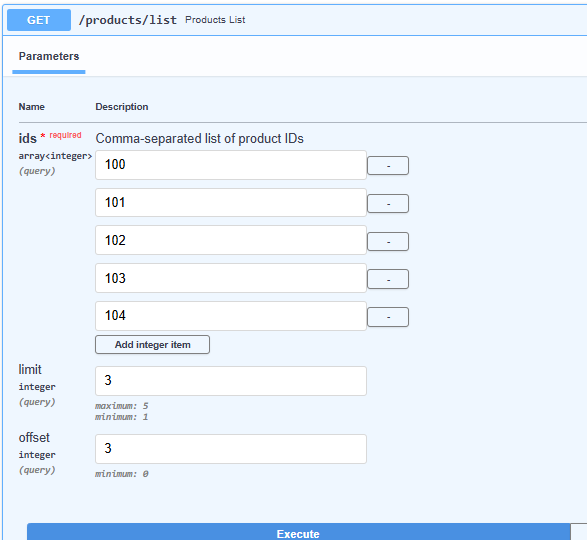 GET /products/list Products List
Parameters
Name Description
ids * required Comma-separated list of product IDs
array<integer>
(query)
100 -
101 -
102 -
103 -
104 -
Add integer item
limit
integer
(query)
3
maximum: 5
minimum: 1
offset
integer
(query)
3
minimum: 0
Execute